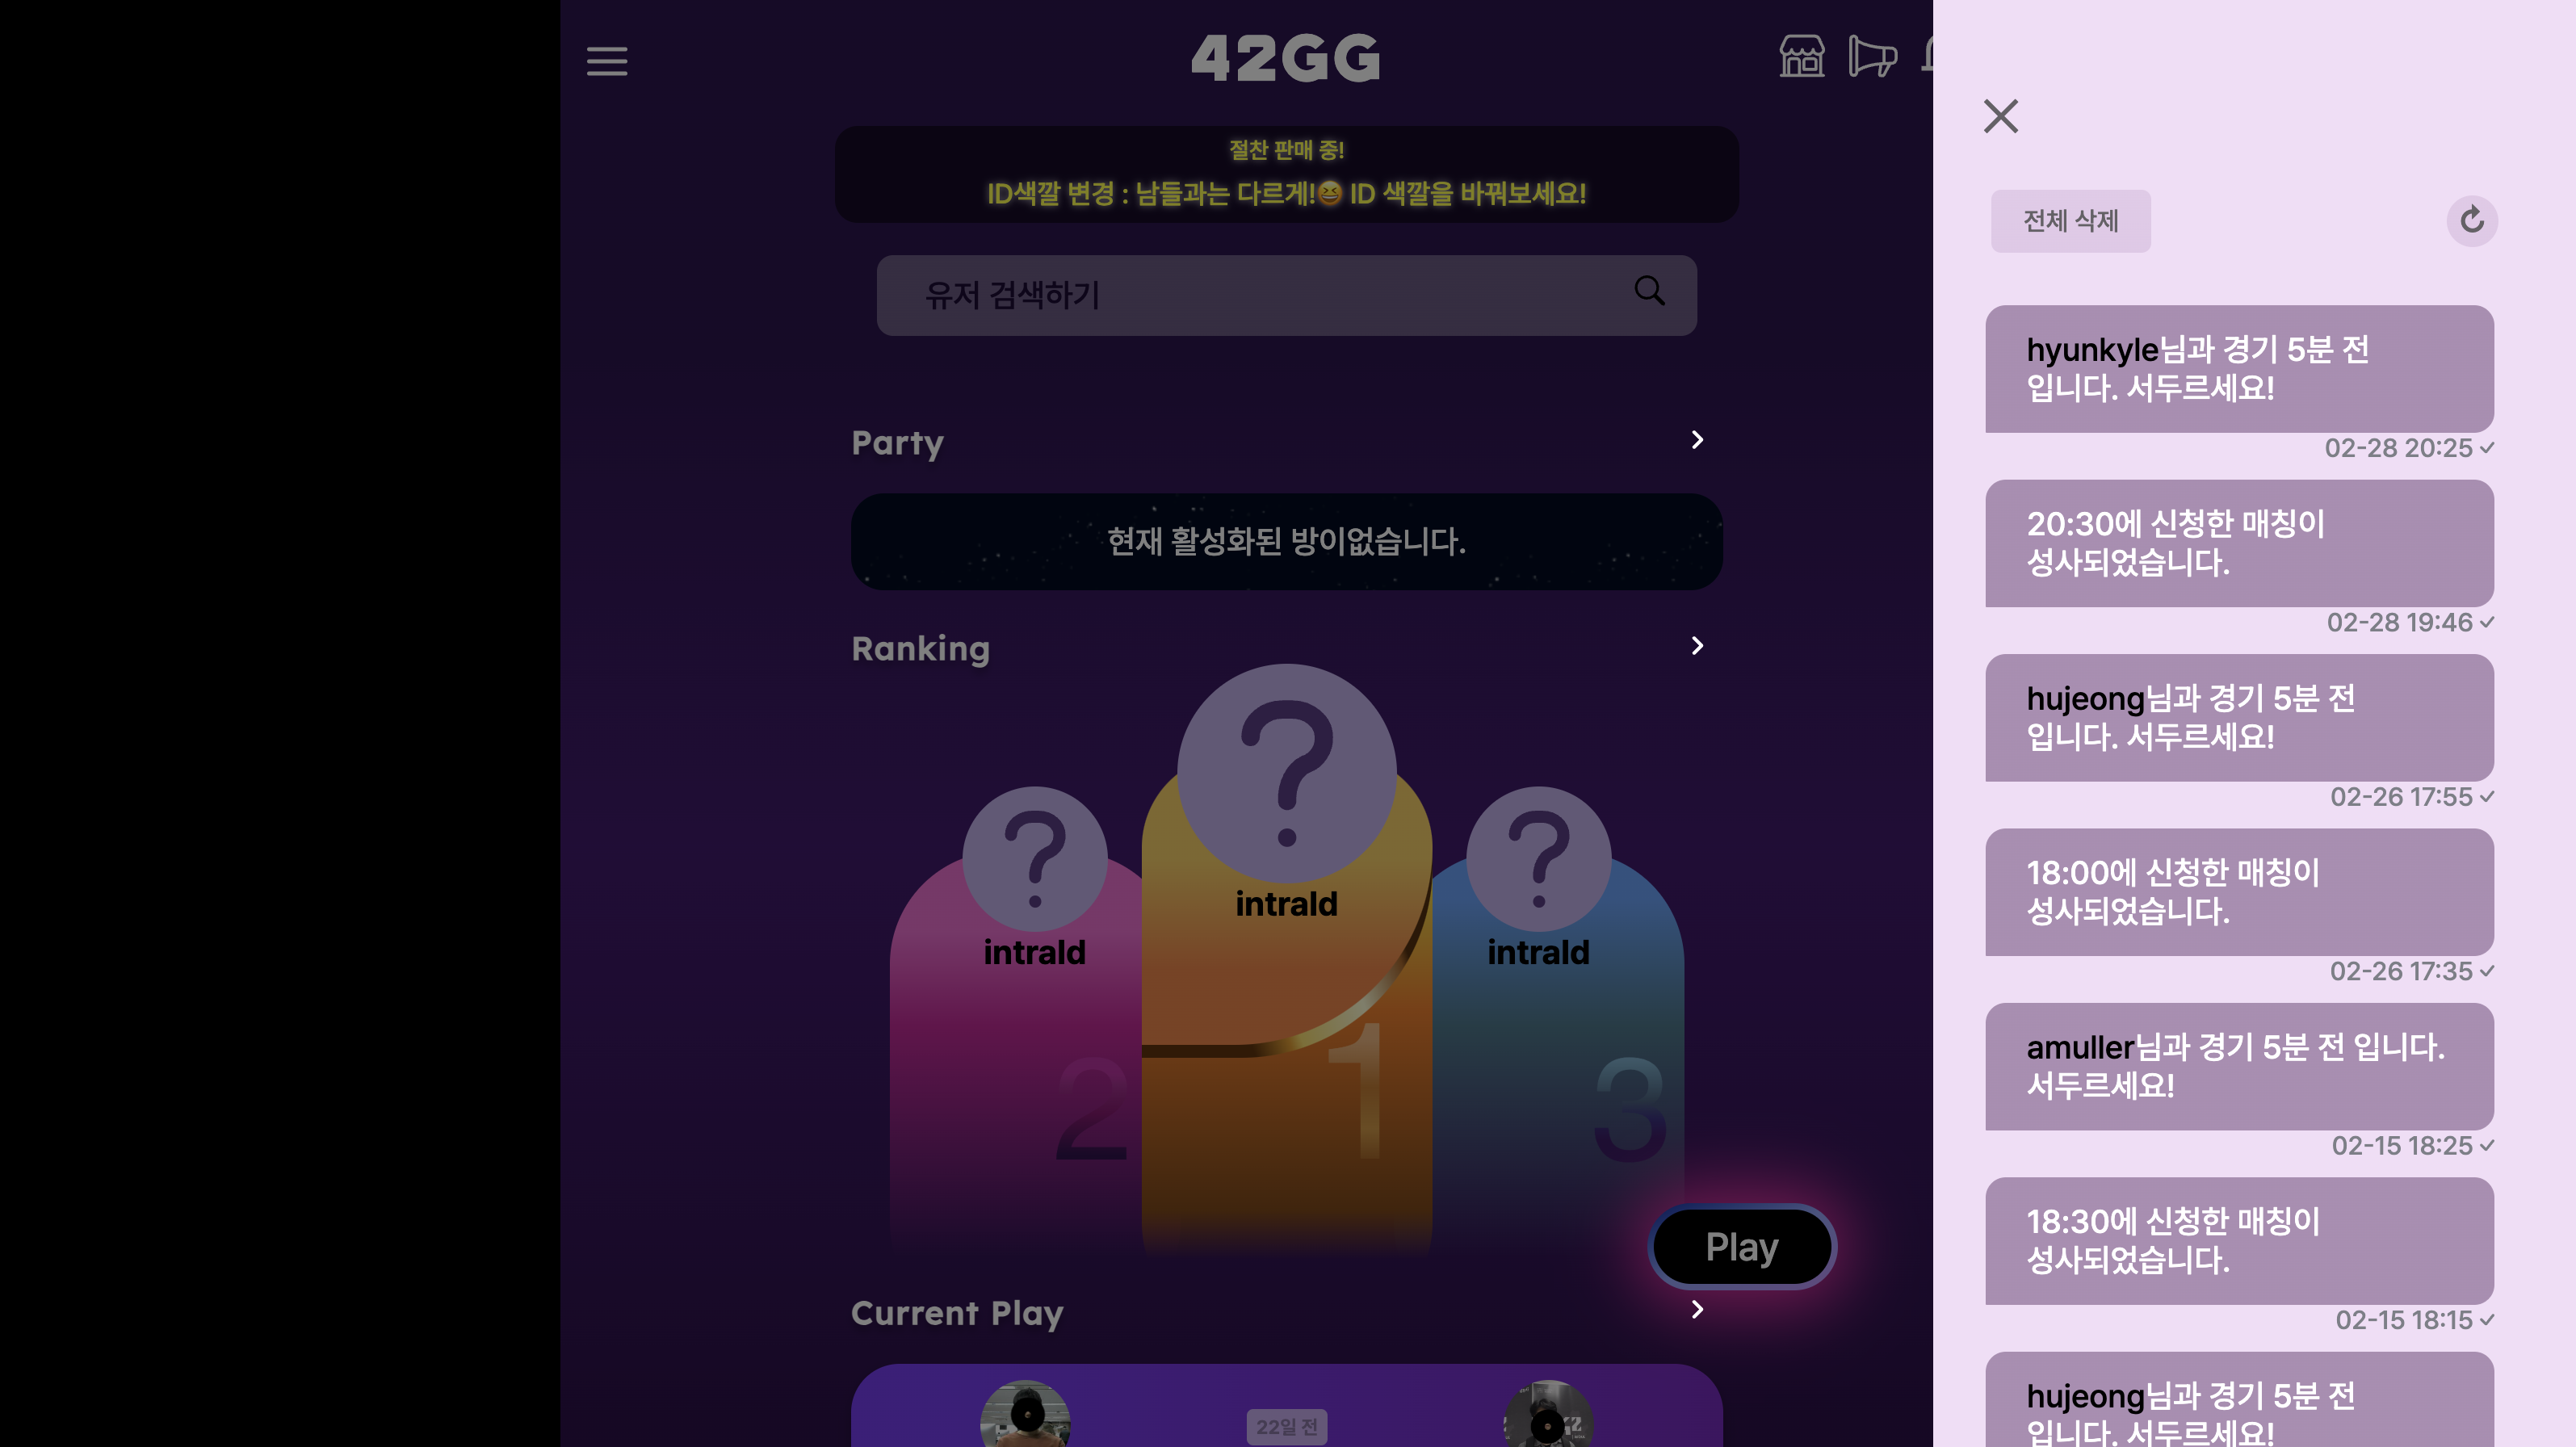 42GG
절찬 판매 중!
ID색깔 변경 : 남들과는 다르게!😆 ID 색깔을 바꿔보세요!
유저 검색하기
Party
현재 활성화된 방이없습니다.
Ranking
intraId
intraId
intraId
2
1
3
Play
Current Play
22일 전
전체 삭제
hyunkyle님과 경기 5분 전
입니다. 서두르세요!
02-28 20:25
20:30에 신청한 매칭이
성사되었습니다.
02-28 19:46
hujeong님과 경기 5분 전
입니다. 서두르세요!
02-26 17:55
18:00에 신청한 매칭이
성사되었습니다.
02-26 17:35
amuller님과 경기 5분 전 입니다.
서두르세요!
02-15 18:25
18:30에 신청한 매칭이
성사되었습니다.
02-15 18:15
hujeong님과 경기 5분 전
입니다. 서두르세요!